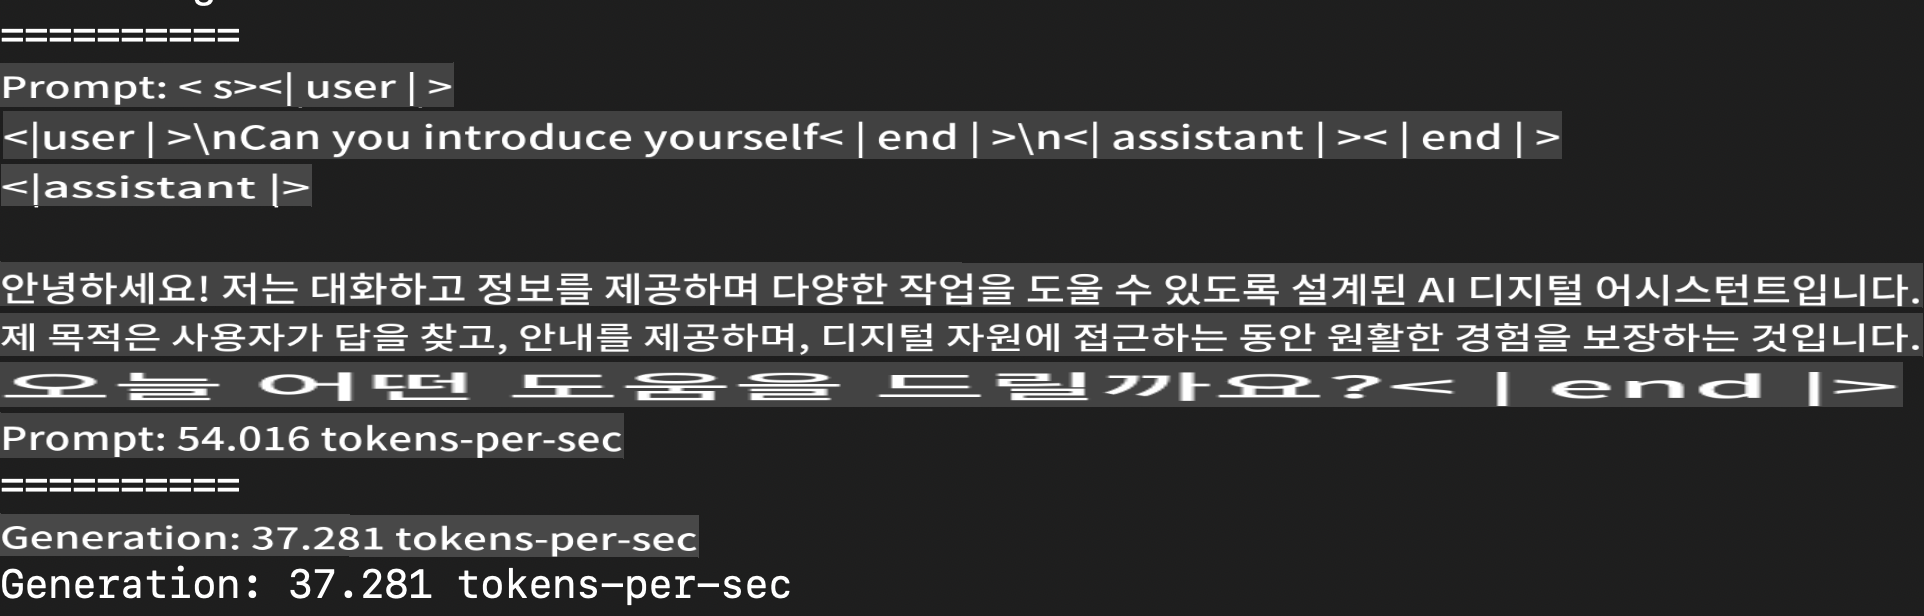 ==========
Prompt: < s><| user | >
<|user | >\nCan you introduce yourself< | end | >\n<| assistant | >< | end | >
<|assistant |>
안녕하세요! 저는 대화하고 정보를 제공하며 다양한 작업을 도울 수 있도록 설계된 AI 디지털 어시스턴트입니다.
제 목적은 사용자가 답을 찾고, 안내를 제공하며, 디지털 자원에 접근하는 동안 원활한 경험을 보장하는 것입니다.
오늘 어떤 도움을 드릴까요?< | end |>
Prompt: 54.016 tokens-per-sec
==========
Generation: 37.281 tokens-per-sec
Generation: 37.281 tokens-per-sec